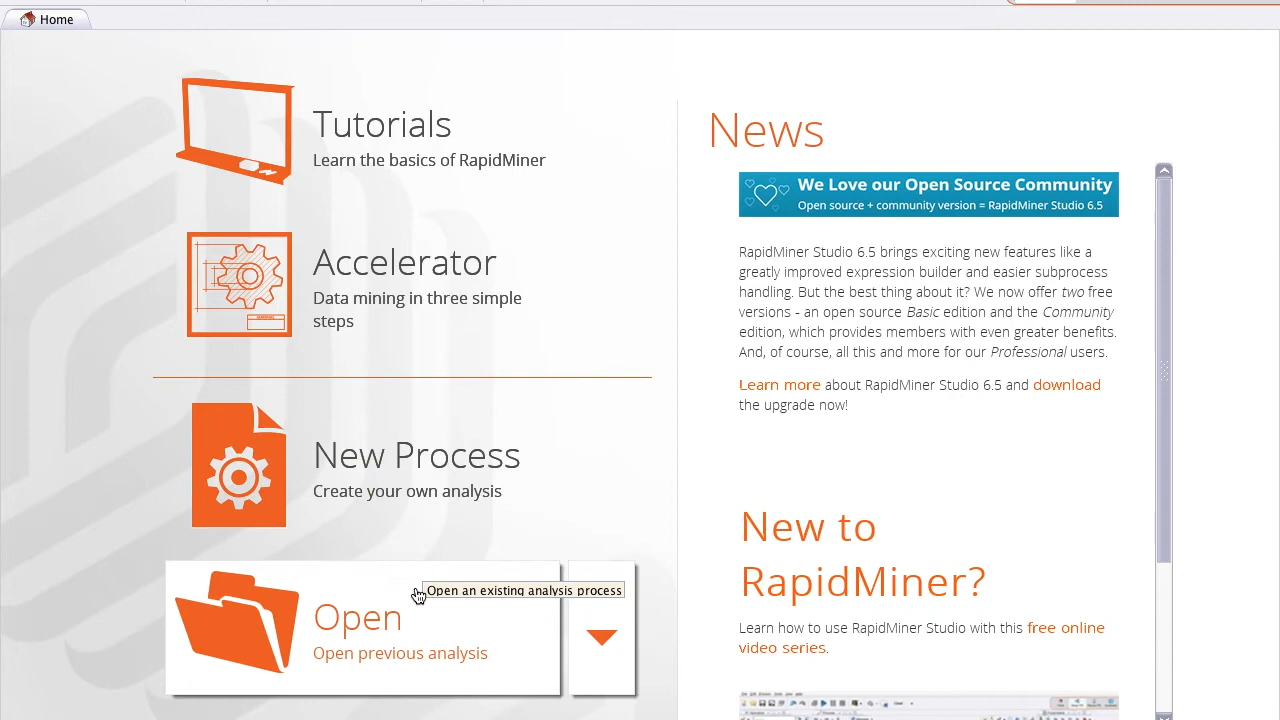 Home
Tutorials
Learn the basics of RapidMiner
Accelerator
Data mining in three simple
steps
New Process
Create your own analysis
Open an existing analysis process
Open
Open previous analysis
News
We Love our Open Source Community
Open source + community version = RapidMiner Studio 6.5
RapidMiner Studio 6.5 brings exciting new features like a
greatly improved expression builder and easier subprocess
handling. But the best thing about it? We now offer two free
versions - an open source Basic edition and the Community
edition, which provides members with even greater benefits.
And, of course, all this and more for our Professional users.
Learn more about RapidMiner Studio 6.5 and download
the upgrade now!
New to
RapidMiner?
Learn how to use RapidMiner Studio with this free online
video series.